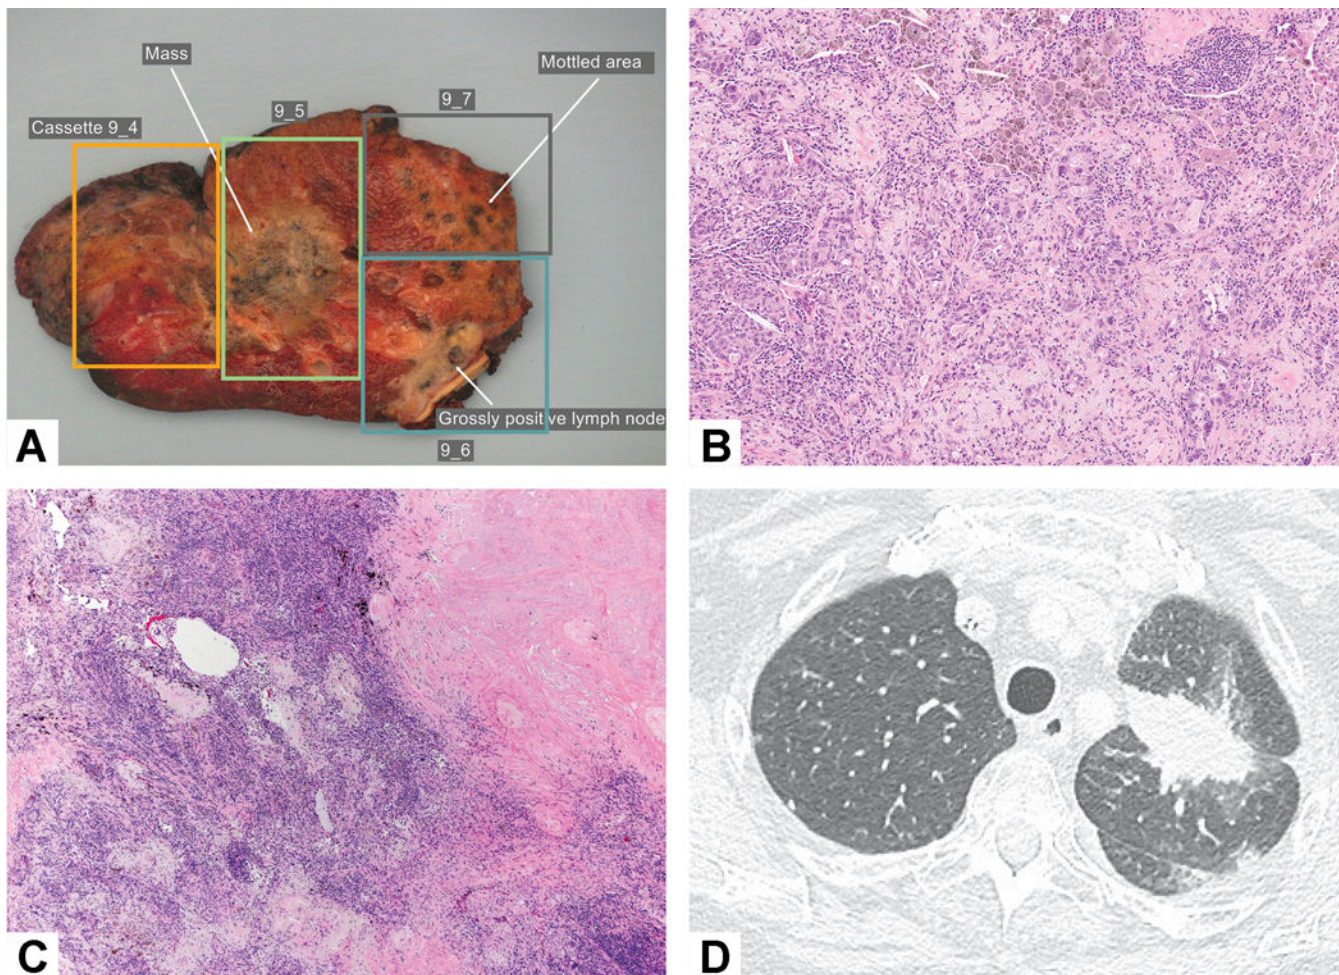 Mass
Mottled area
9_5
9_7
Cassette 9_4
Grossly positive lymph node
9_6
A
B
C
D